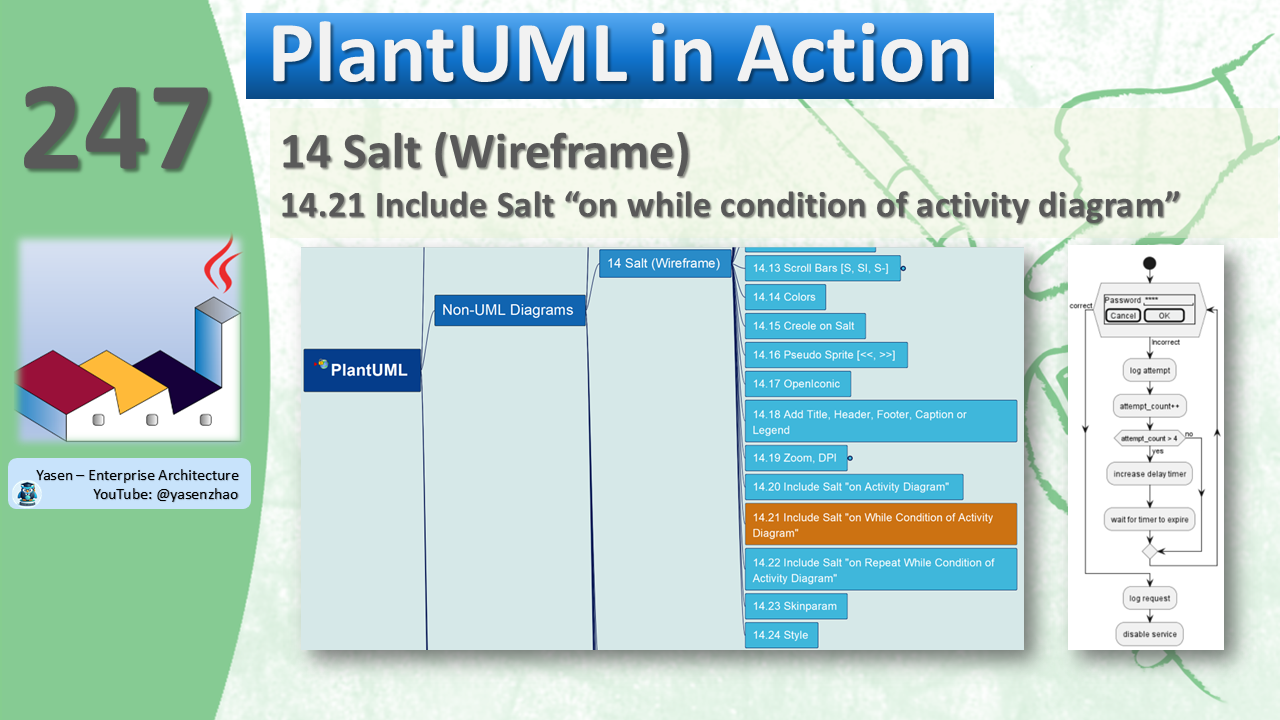 PlantUML in Action
247
14 Salt (Wireframe)
14.21 Include Salt “on while condition of activity diagram”
Yasen – Enterprise Architecture
YouTube: @yasenzhao
PlantUML
Non-UML Diagrams
14 Salt (Wireframe)
14.13 Scroll Bars [S, SI, S-]
14.14 Colors
14.15 Creole on Salt
14.16 Pseudo Sprite [<<, >>]
14.17 OpenIconic
14.18 Add Title, Header, Footer, Caption or
Legend
14.19 Zoom, DPI
14.20 Include Salt "on Activity Diagram"
14.21 Include Salt "on While Condition of Activity
Diagram"
14.22 Include Salt "on Repeat While Condition of
Activity Diagram"
14.23 Skinparam
14.24 Style
Password ****
Cancel OK
correct
Incorrect
log attempt
attempt_count++
attempt_count > 4
no
yes
increase delay timer
wait for timer to expire
log request
disable service